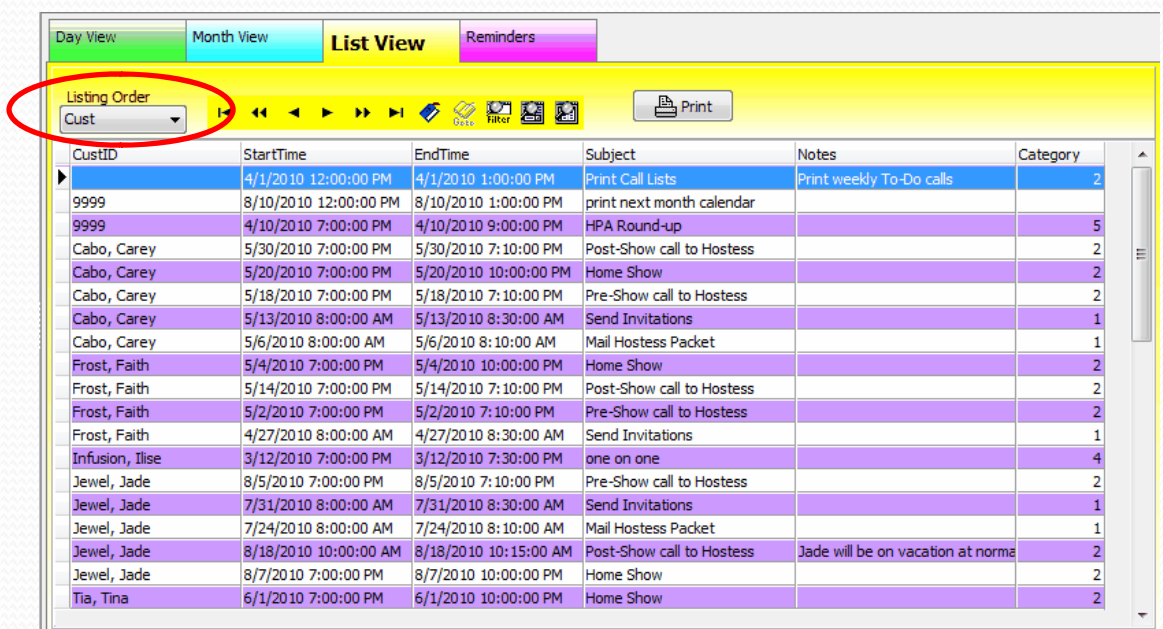 Day View Month View List View Reminders
Listing Order
Cust Goto Filter Print
CustID StartTime EndTime Subject Notes Category
4/1/2010 12:00:00 PM 4/1/2010 1:00:00 PM Print Call Lists Print weekly To-Do calls 2
9999 8/10/2010 12:00:00 PM 8/10/2010 1:00:00 PM print next month calendar
9999 4/10/2010 7:00:00 PM 4/10/2010 9:00:00 PM HPA Round-up 5
Cabo, Carey 5/30/2010 7:00:00 PM 5/30/2010 7:10:00 PM Post-Show call to Hostess 2
Cabo, Carey 5/20/2010 7:00:00 PM 5/20/2010 10:00:00 PM Home Show 2
Cabo, Carey 5/18/2010 7:00:00 PM 5/18/2010 7:10:00 PM Pre-Show call to Hostess 2
Cabo, Carey 5/13/2010 8:00:00 AM 5/13/2010 8:30:00 AM Send Invitations 1
Cabo, Carey 5/6/2010 8:00:00 AM 5/6/2010 8:10:00 AM Mail Hostess Packet 1
Frost, Faith 5/4/2010 7:00:00 PM 5/4/2010 10:00:00 PM Home Show 2
Frost, Faith 5/14/2010 7:00:00 PM 5/14/2010 7:10:00 PM Post-Show call to Hostess 2
Frost, Faith 5/2/2010 7:00:00 PM 5/2/2010 7:10:00 PM Pre-Show call to Hostess 2
Frost, Faith 4/27/2010 8:00:00 AM 4/27/2010 8:30:00 AM Send Invitations 1
Infusion, Ilise 3/12/2010 7:00:00 PM 3/12/2010 7:30:00 PM one on one 4
Jewel, Jade 8/5/2010 7:00:00 PM 8/5/2010 7:10:00 PM Pre-Show call to Hostess 2
Jewel, Jade 7/31/2010 8:00:00 AM 7/31/2010 8:30:00 AM Send Invitations 1
Jewel, Jade 7/24/2010 8:00:00 AM 7/24/2010 8:10:00 AM Mail Hostess Packet 1
Jewel, Jade 8/18/2010 10:00:00 AM 8/18/2010 10:15:00 AM Post-Show call to Hostess Jade will be on vacation at norma 2
Jewel, Jade 8/7/2010 7:00:00 PM 8/7/2010 10:00:00 PM Home Show 2
Tia, Tina 6/1/2010 7:00:00 PM 6/1/2010 10:00:00 PM Home Show 2